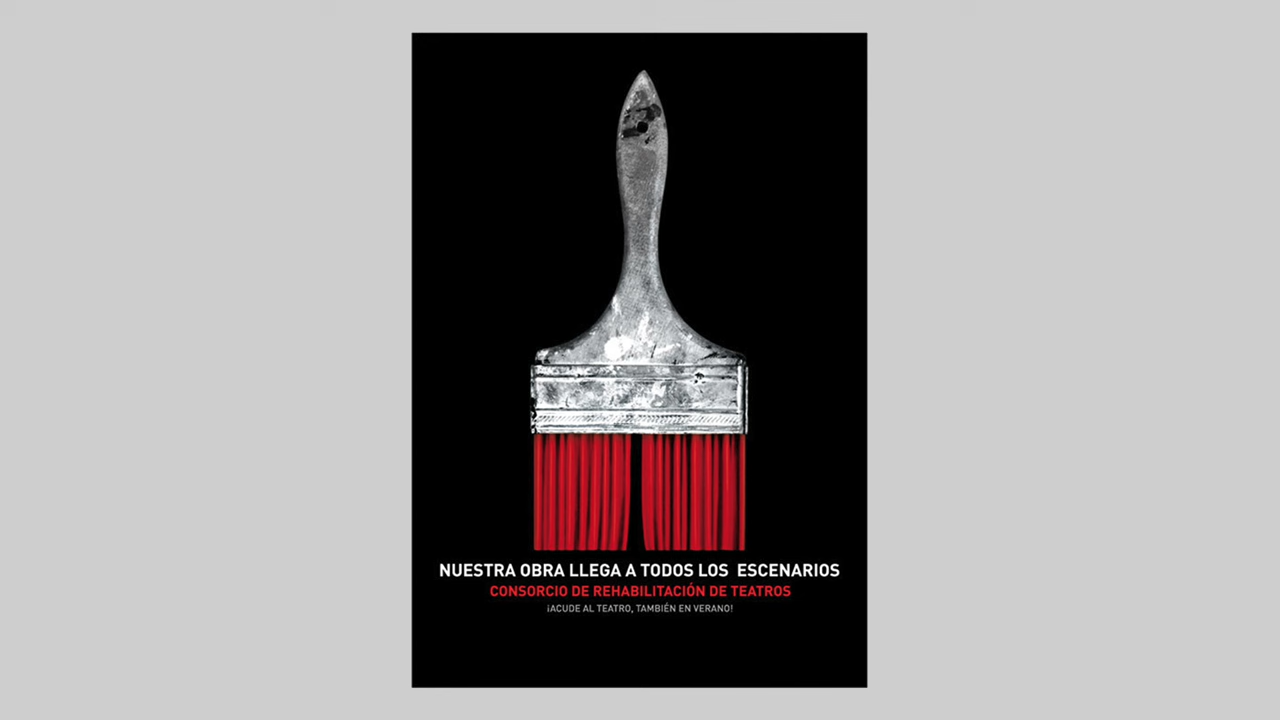 NUESTRA OBRA LLEGA A TODOS LOS ESCENARIOS
CONSORCIO DE REHABILITACIÓN DE TEATROS
¡ACUDE AL TEATRO, TAMBIÉN EN VERANO!